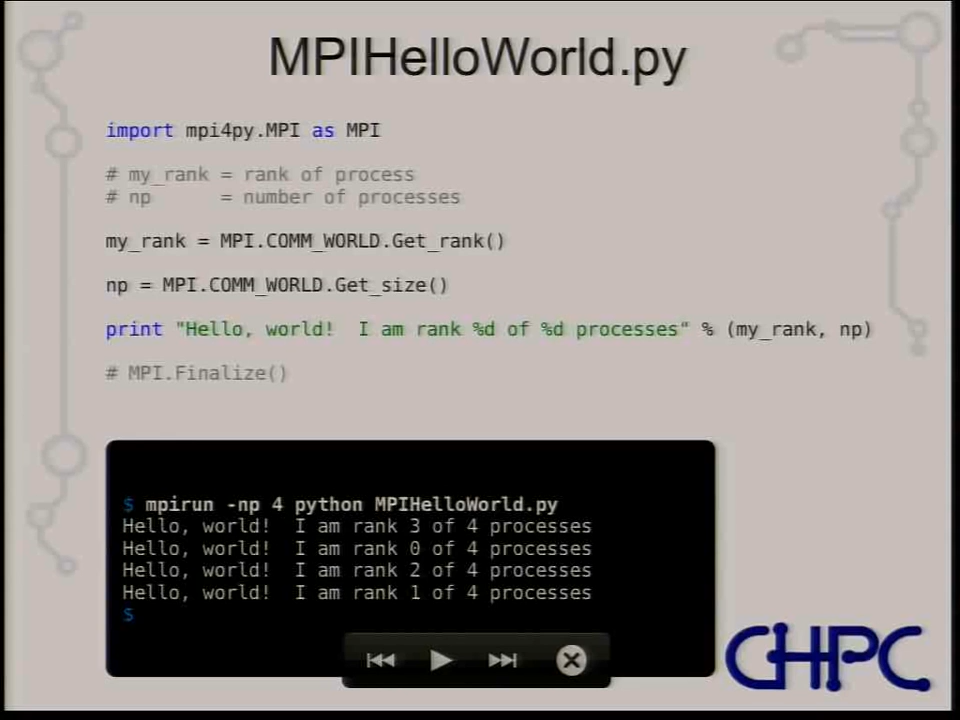 MPIHelloWorld.py
import mpi4py.MPI as MPI
# my_rank = rank of process
# np      = number of processes
my_rank = MPI.COMM_WORLD.Get_rank()
np = MPI.COMM_WORLD.Get_size()
print "Hello, world!  I am rank %d of %d processes" % (my_rank, np)
# MPI.Finalize()
$ mpirun -np 4 python MPIHelloWorld.py
Hello, world!  I am rank 3 of 4 processes
Hello, world!  I am rank 0 of 4 processes
Hello, world!  I am rank 2 of 4 processes
Hello, world!  I am rank 1 of 4 processes
$
CHPC